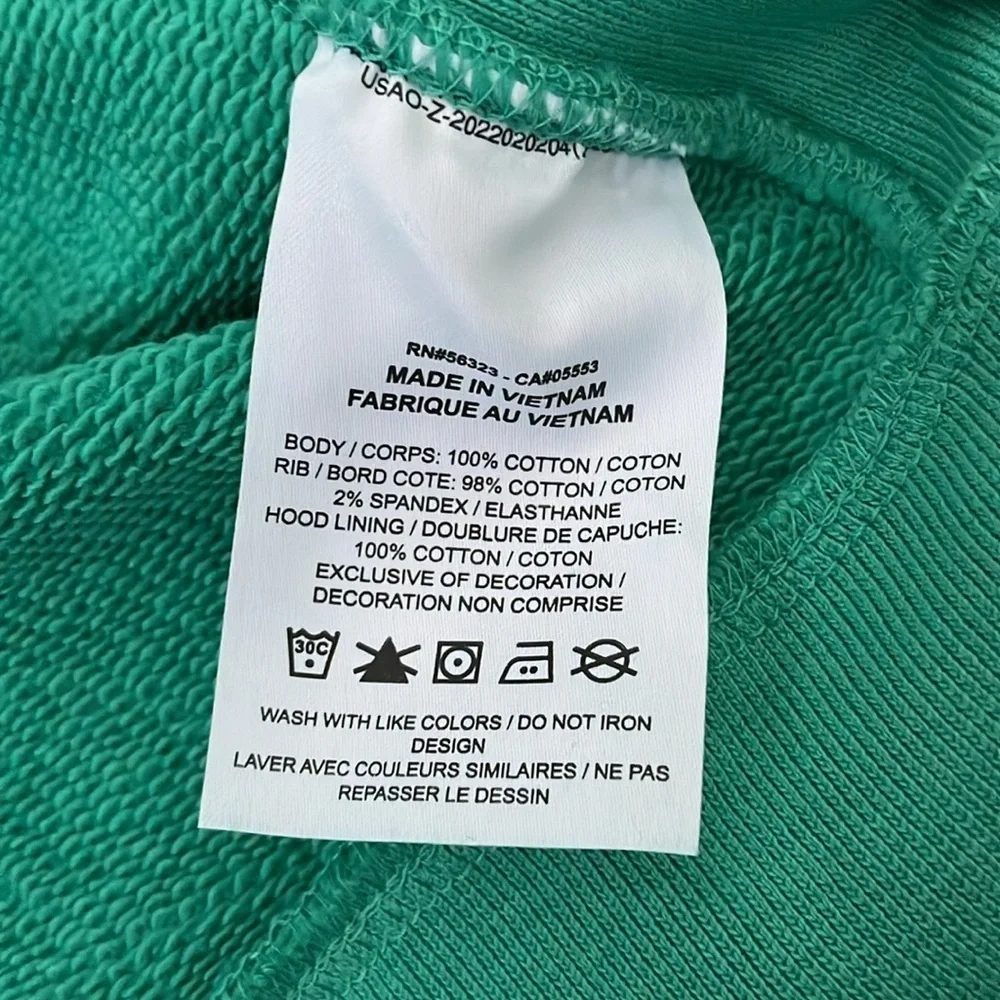 UsAO-Z-2022020204(
RN#56323 - CA#05553
MADE IN VIETNAM
FABRIQUE AU VIETNAM
BODY / CORPS: 100% COTTON / COTON
RIB / BORD COTE: 98% COTTON / COTON
2% SPANDEX / ELASTHANNE
HOOD LINING / DOUBLURE DE CAPUCHE:
100% COTTON / COTON
EXCLUSIVE OF DECORATION /
DECORATION NON COMPRISE
30C
WASH WITH LIKE COLORS / DO NOT IRON
DESIGN
LAVER AVEC COULEURS SIMILAIRES / NE PAS
REPASSER LE DESSIN